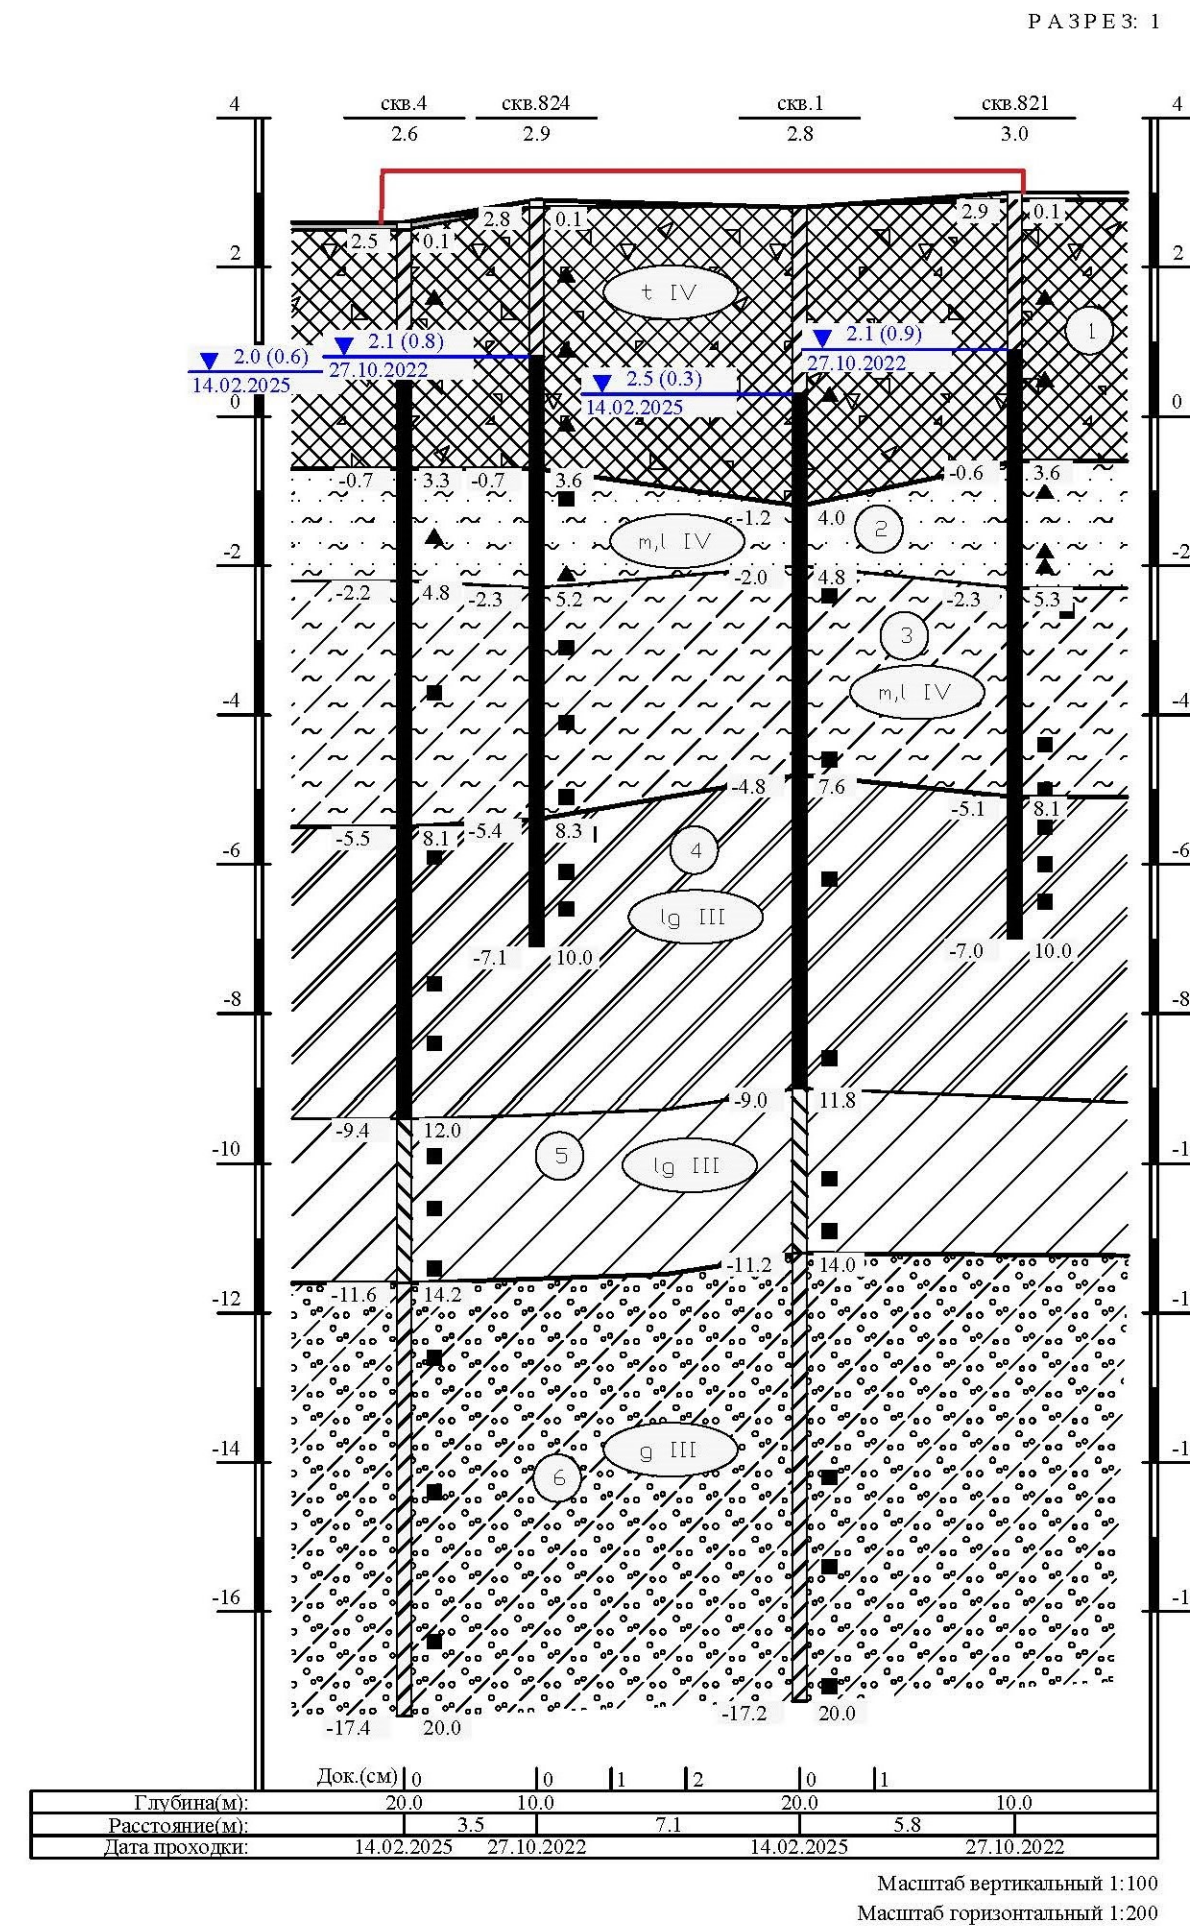 РАЗРЕЗ: 1
4 скв.4 скв.824 скв.1 скв.821 4
2.6 2.9 2.8 3.0
2.8 0.1 2.9 0.1
2.5 0.1
2 2
t IV
1
2.1 (0.9)
2.1 (0.8)
2.0 (0.6) 27.10.2022 27.10.2022
14.02.2025 2.5 (0.3)
0 14.02.2025 0
-0.7 3.3 -0.7 3.6 -0.6 3.6
-1.2 4.0 2
m,l IV
-2 -2
-2.0 4.8
-2.2 4.8 -2.3 5.2 -2.3 5.3
3
m,l IV
-4 -4
-4.8 7.6
-5.1 8.1
-5.5 8.1 -5.4 8.3
4
-6 -6
lg III
-7.1 10.0 -7.0 10.0
-8 -8
-9.0 11.8
-9.4 12.0
-10 5 lg III -1
-11.2 14.0
-11.6 14.2
-12 -1
-14 g III -1
6
-16 -1
-17.4 20.0 -17.2 20.0
Док.(см) 0 0 1 2 0 1
Глубина(м): 20.0 10.0 20.0 10.0
Расстояние(м): 3.5 7.1 5.8
Дата проходки: 14.02.2025 27.10.2022 14.02.2025 27.10.2022
Масштаб вертикальный 1:100
Масштаб горизонтальный 1:200